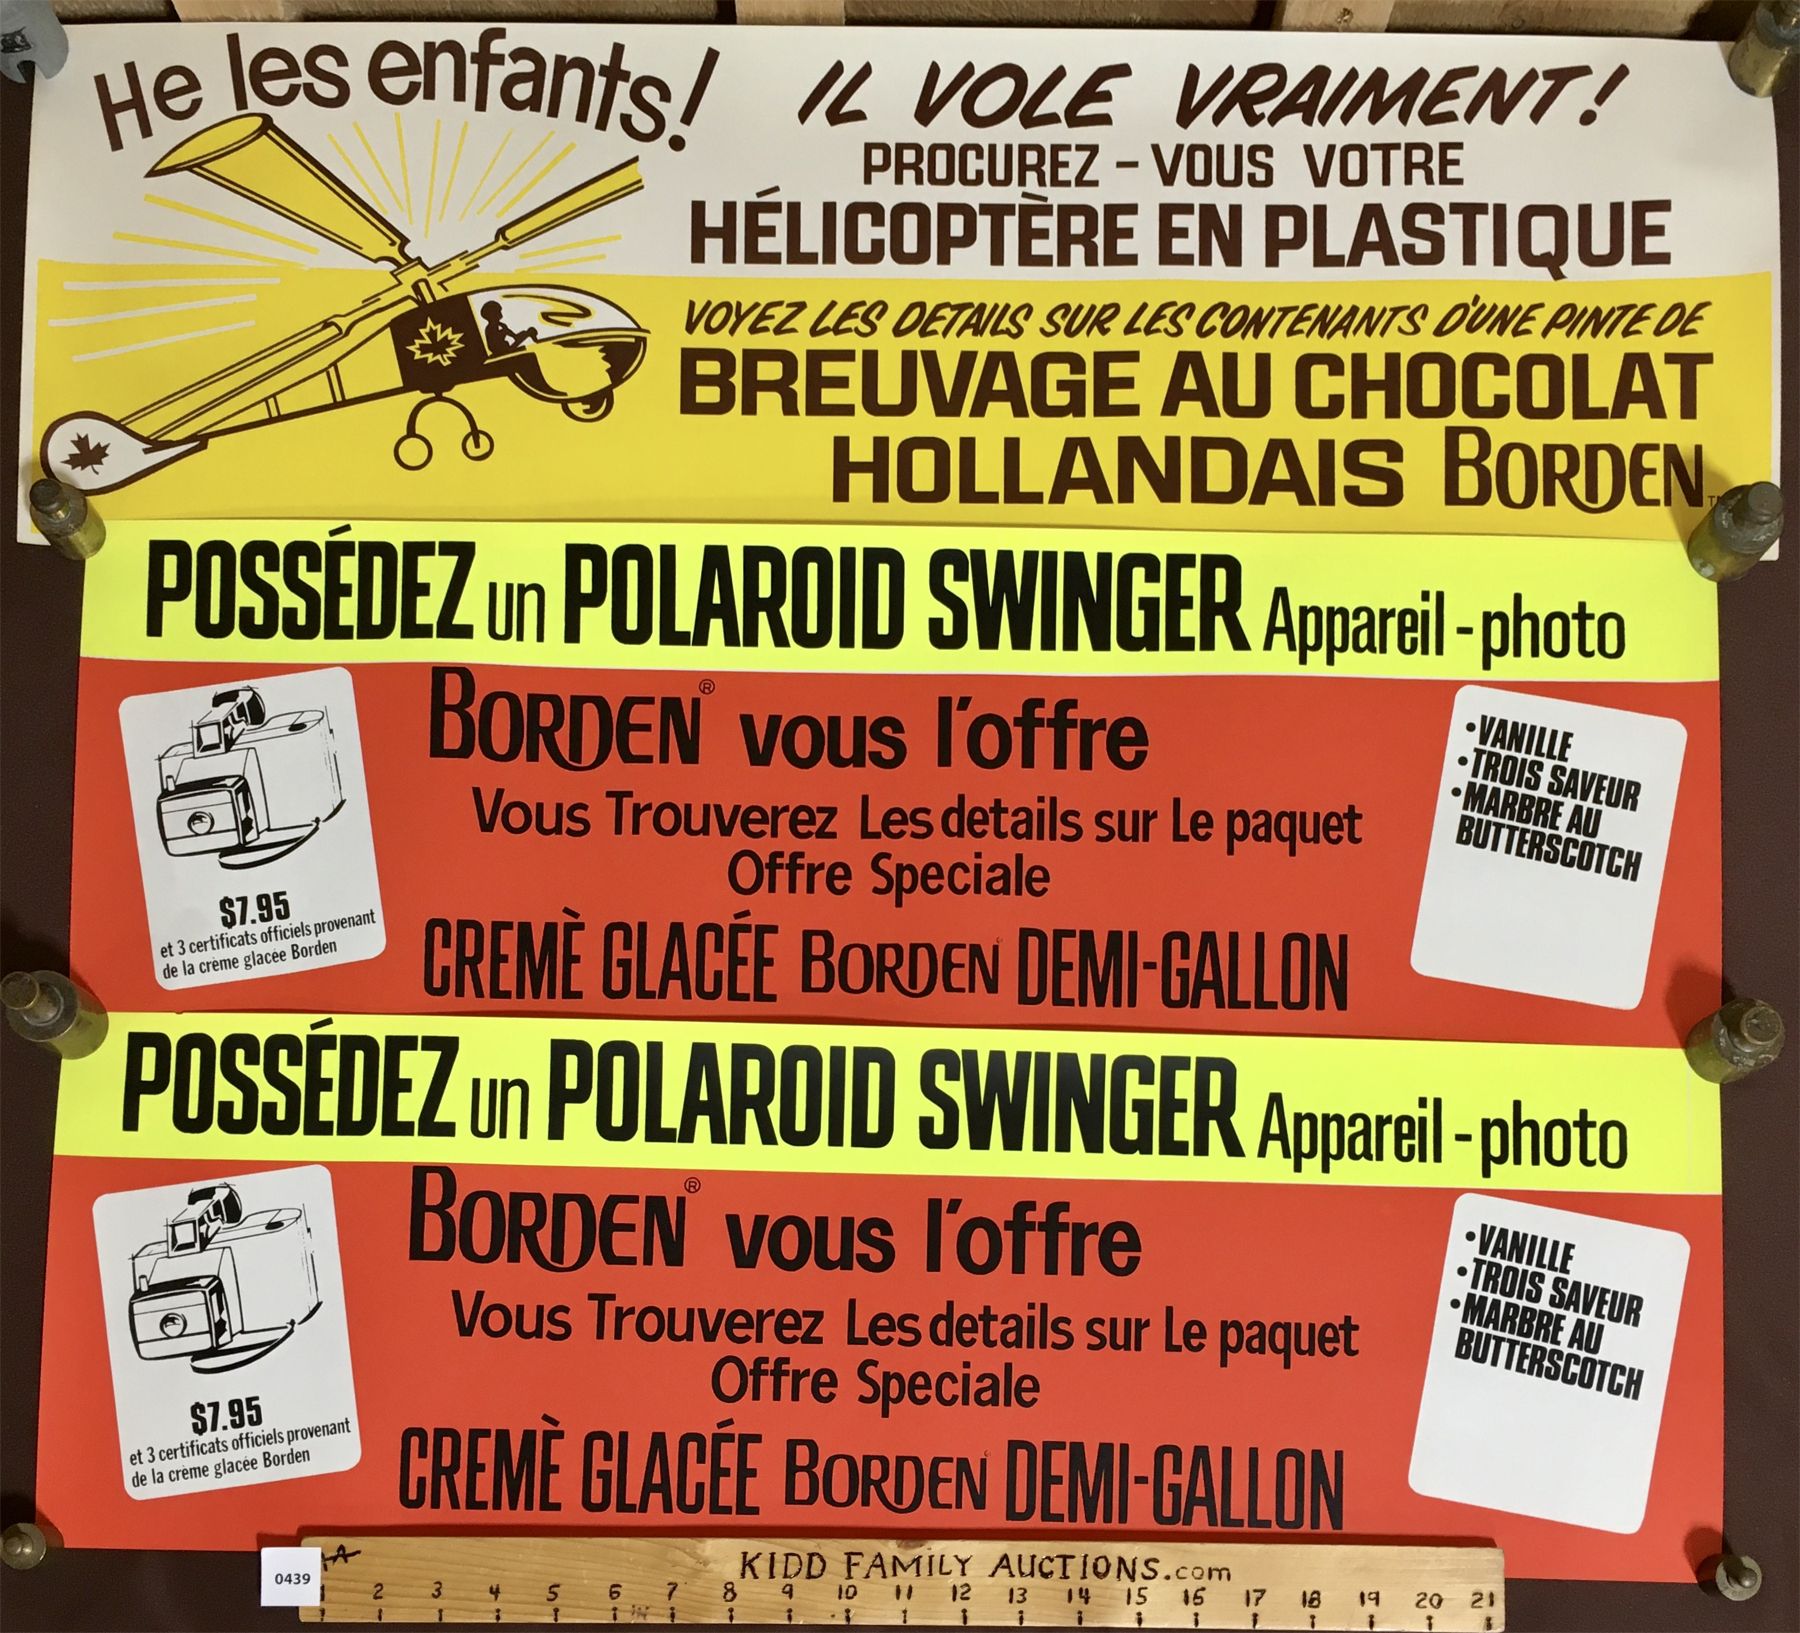 He les enfants!
IL VOLE VRAIMENT!
PROCUREZ - VOUS VOTRE
HÉLICOPTÈRE EN PLASTIQUE
VOYEZ LES DETAILS SUR LES CONTENANTS D'UNE PINTE DE
BREUVAGE AU CHOCOLAT
HOLLANDAIS BORDEN
POSSÉDEZ un POLAROID SWINGER Appareil - photo
BORDEN® vous l'offre
Vous Trouverez Les details sur Le paquet
Offre Speciale
CREMÈ GLACÉE BORDEN DEMI-GALLON
$7.95
et 3 certificats officiels provenant
de la crème glacée Borden
• VANILLE
• TROIS SAVEUR
• MARBRE AU
BUTTERSCOTCH
POSSÉDEZ un POLAROID SWINGER Appareil - photo
BORDEN® vous l'offre
Vous Trouverez Les details sur Le paquet
Offre Speciale
CREMÈ GLACÉE BORDEN DEMI-GALLON
$7.95
et 3 certificats officiels provenant
de la crème glacée Borden
• VANILLE
• TROIS SAVEUR
• MARBRE AU
BUTTERSCOTCH
KIDD FAMILY AUCTIONS.com
0439
1 2 3 4 5 6 7 8 9 10 11 12 13 14 15 16 17 18 19 20 21